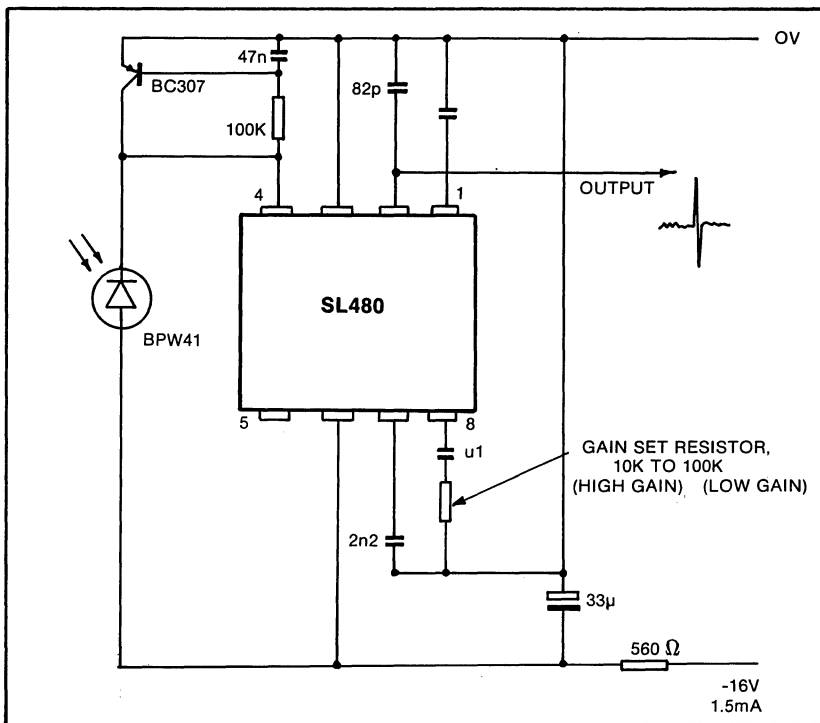 OV
47n
BC307
82p
100K
OUTPUT
4
1
SL480
BPW41
5
8
u1
GAIN SET RESISTOR,
10K TO 100K
(HIGH GAIN) (LOW GAIN)
2n2
33µ
560 Ω
-16V
1.5mA